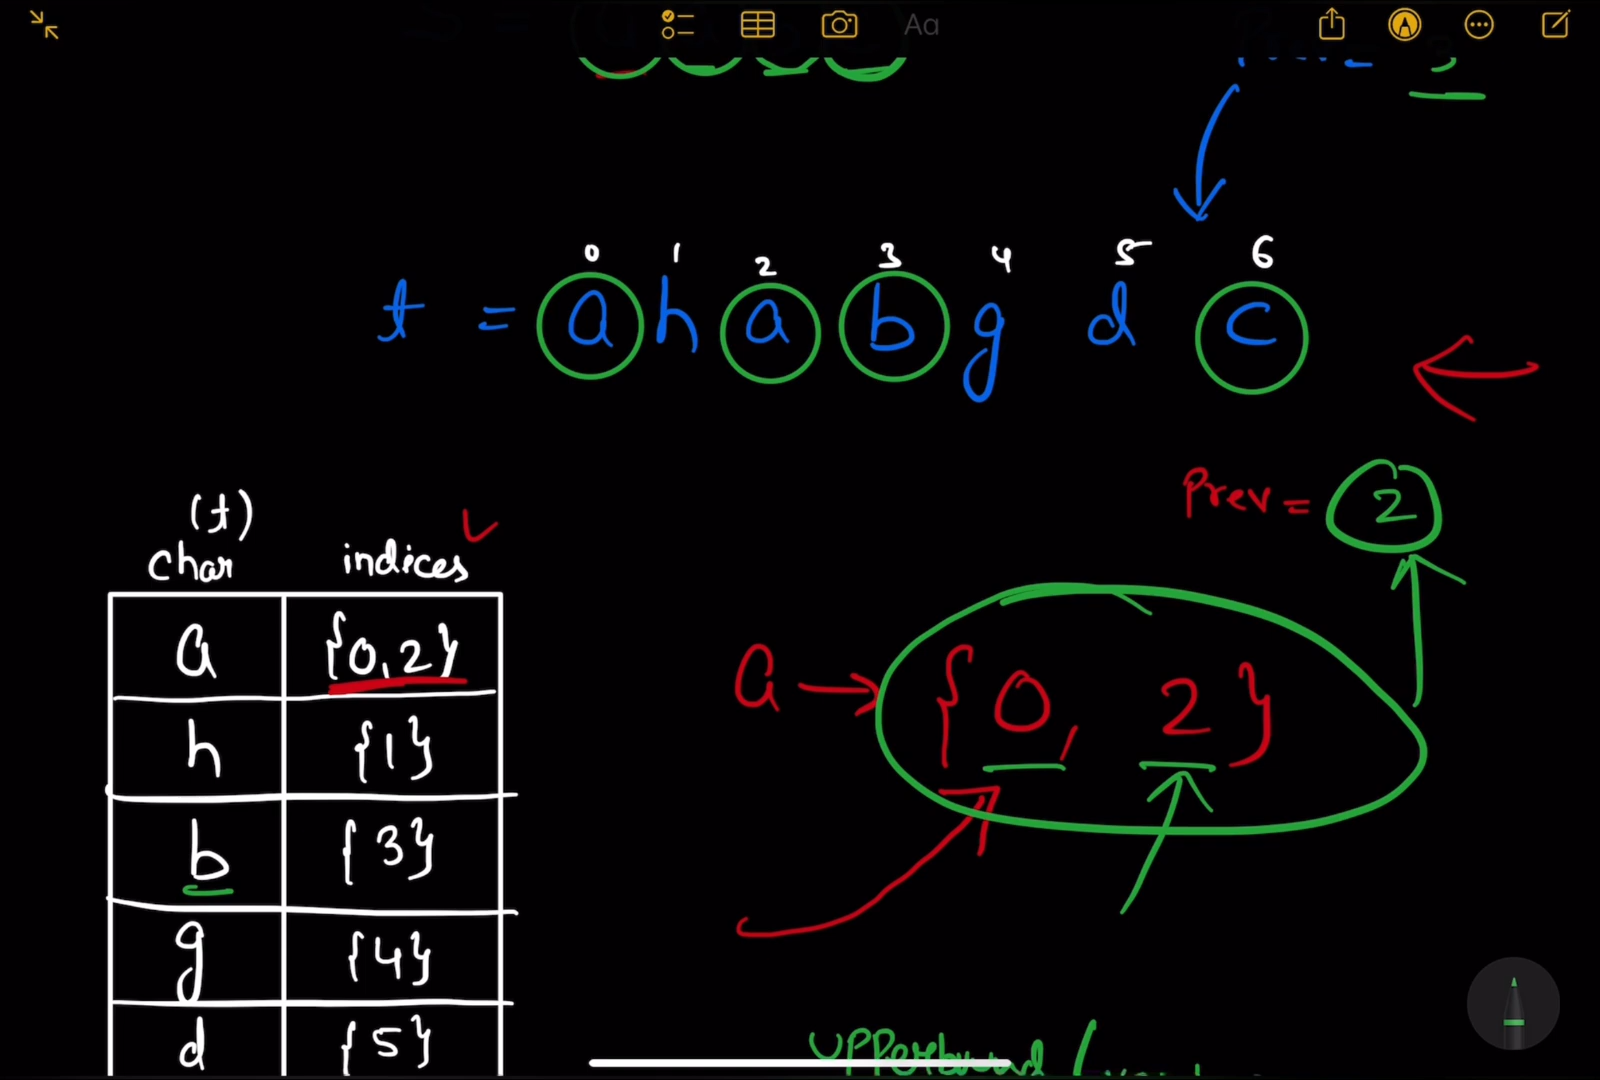 Aa
0 1 2 3 4 5 6
t = a h a b g d c
Prev = 2
(t)
char indices
a {0,2}
a → {0, 2}
h {1}
b {3}
g {4}
d {5}
upperbound /